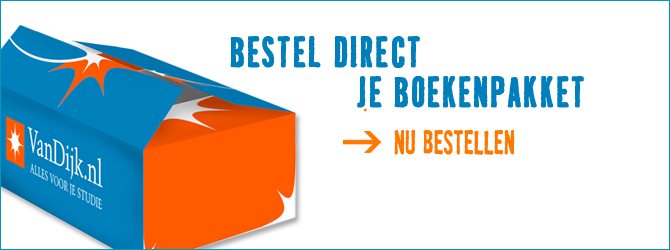 BESTEL DIRECT
JE BOEKENPAKKET
NU BESTELLEN
VanDijk.nl
ALLES VOOR JE STUDIE